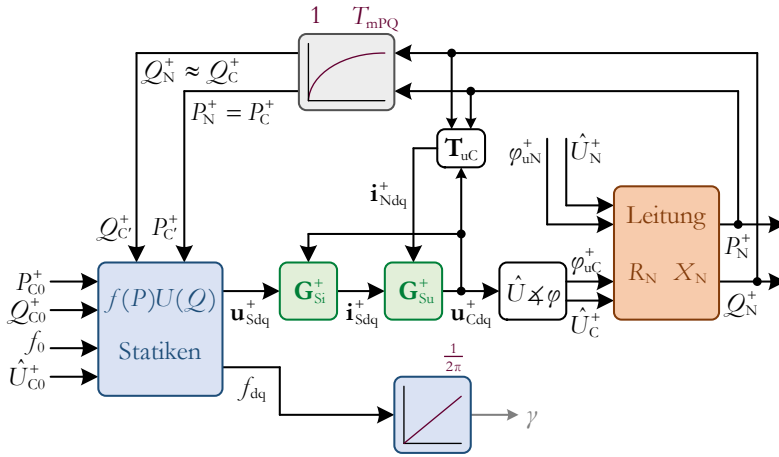 1 T_mPQ
Q_N^+ ≈ Q_C^+
P_N^+ = P_C^+
T_uC
φ_uN^+ Û_N^+
i_Ndq^+
Q_C'^+ P_C'^+
Leitung
R_N X_N
P_N^+
Q_N^+
P_C0^+
Q_C0^+
f_0
Û_C0^+
f(P)U(Q)
Statiken
u_Sdq^+
G_Si^+
i_Sdq^+
G_Su^+
u_Cdq^+
Û∡φ
φ_uC^+
Û_C^+
f_dq
1/2π
γ